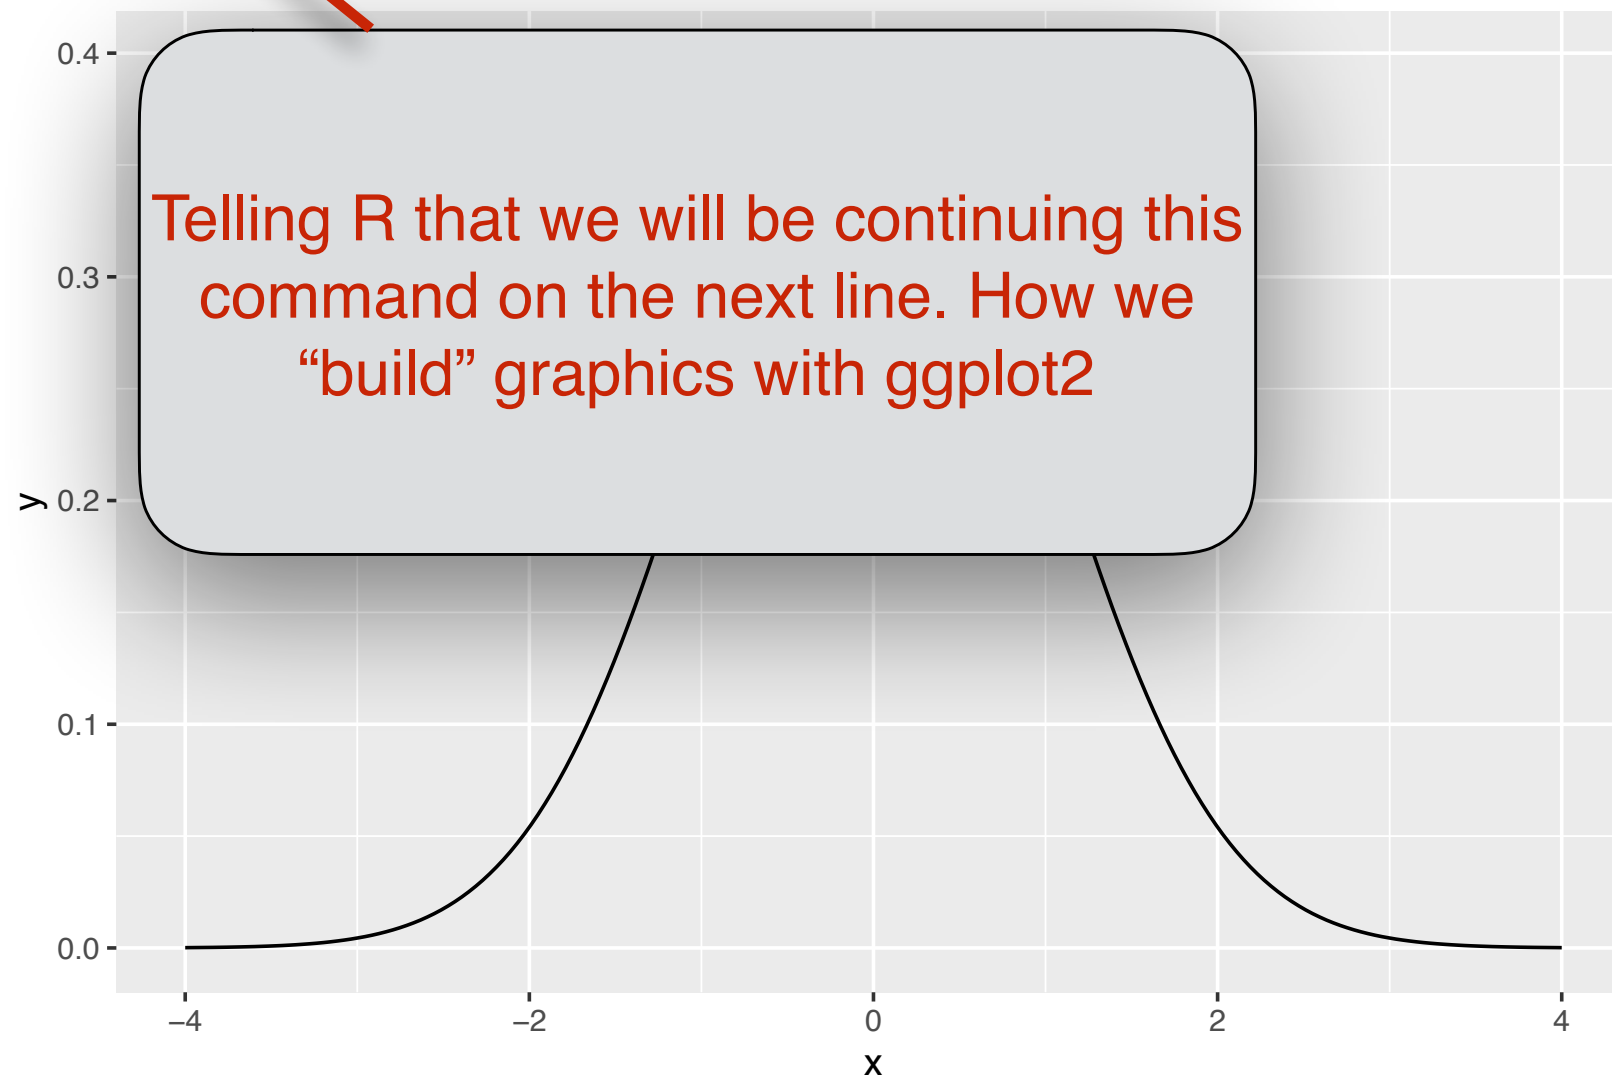 0.4
Telling R that we will be continuing this
0.3
command on the next line. How we
“build” graphics with ggplot2
y
0.2
0.1
0.0
−4 −2 0 2 4
x